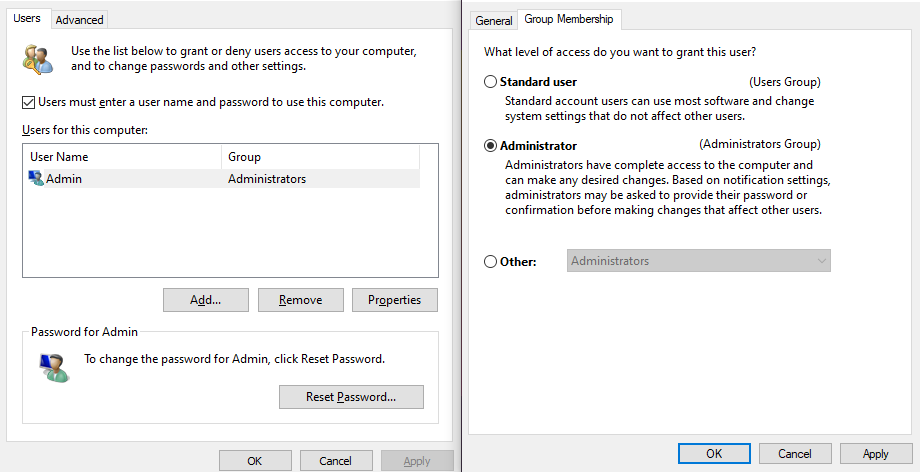 Users
Advanced
Use the list below to grant or deny users access to your computer,
and to change passwords and other settings.
Users must enter a user name and password to use this computer.
Users for this computer:
User Name Group
Admin Administrators
Add... Remove Properties
Password for Admin
To change the password for Admin, click Reset Password.
Reset Password...
OK Cancel Apply
General
Group Membership
What level of access do you want to grant this user?
Standard user (Users Group)
Standard account users can use most software and change
system settings that do not affect other users.
Administrator (Administrators Group)
Administrators have complete access to the computer and
can make any desired changes. Based on notification settings,
administrators may be asked to provide their password or
confirmation before making changes that affect other users.
Other: Administrators
OK Cancel Apply